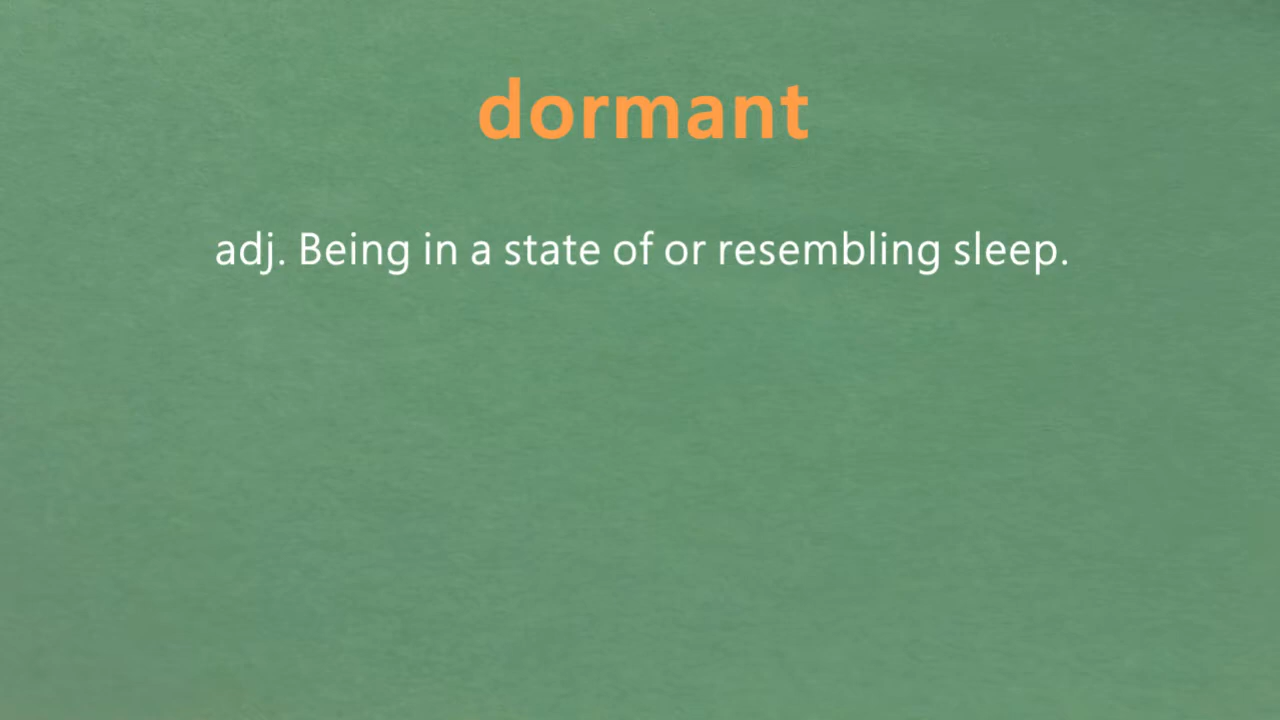 dormant
adj. Being in a state of or resembling sleep.